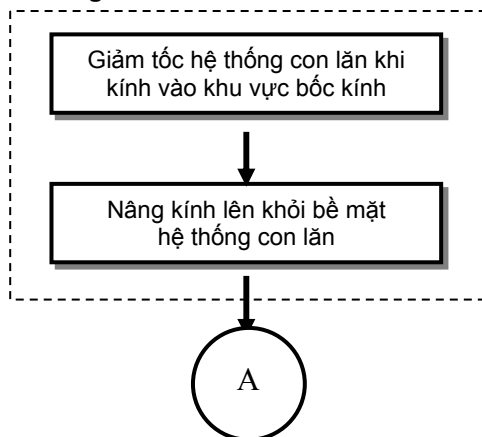 Giảm tốc hệ thống con lăn khi
kính vào khu vực bốc kính
Nâng kính lên khỏi bề mặt
hệ thống con lăn
A